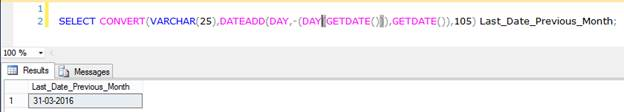 1
2
SELECT CONVERT(VARCHAR(25),DATEADD(DAY,-(DAY(GETDATE())),GETDATE()),105) Last_Date_Previous_Month;
100 %
Results Messages
Last_Date_Previous_Month
1 31-03-2016